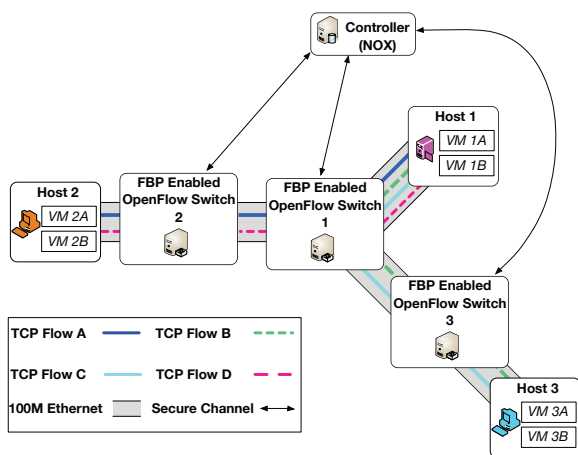 Controller
(NOX)
Host 1
VM 1A
VM 1B
FBP Enabled
OpenFlow Switch
2
FBP Enabled
OpenFlow Switch
1
Host 2
VM 2A
VM 2B
FBP Enabled
OpenFlow Switch
3
TCP Flow A
TCP Flow B
TCP Flow C
TCP Flow D
100M Ethernet
Secure Channel
Host 3
VM 3A
VM 3B